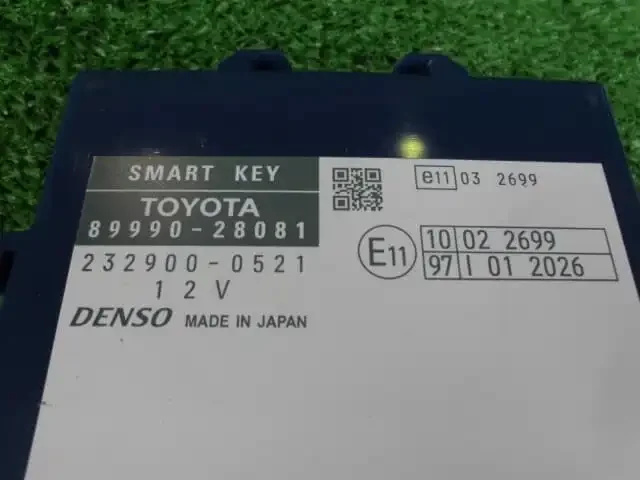 SMART KEY
TOYOTA
89990-28081
232900-0521
12V
DENSO MADE IN JAPAN
e11 03 2699
E11
10 02 2699
97 I 01 2026